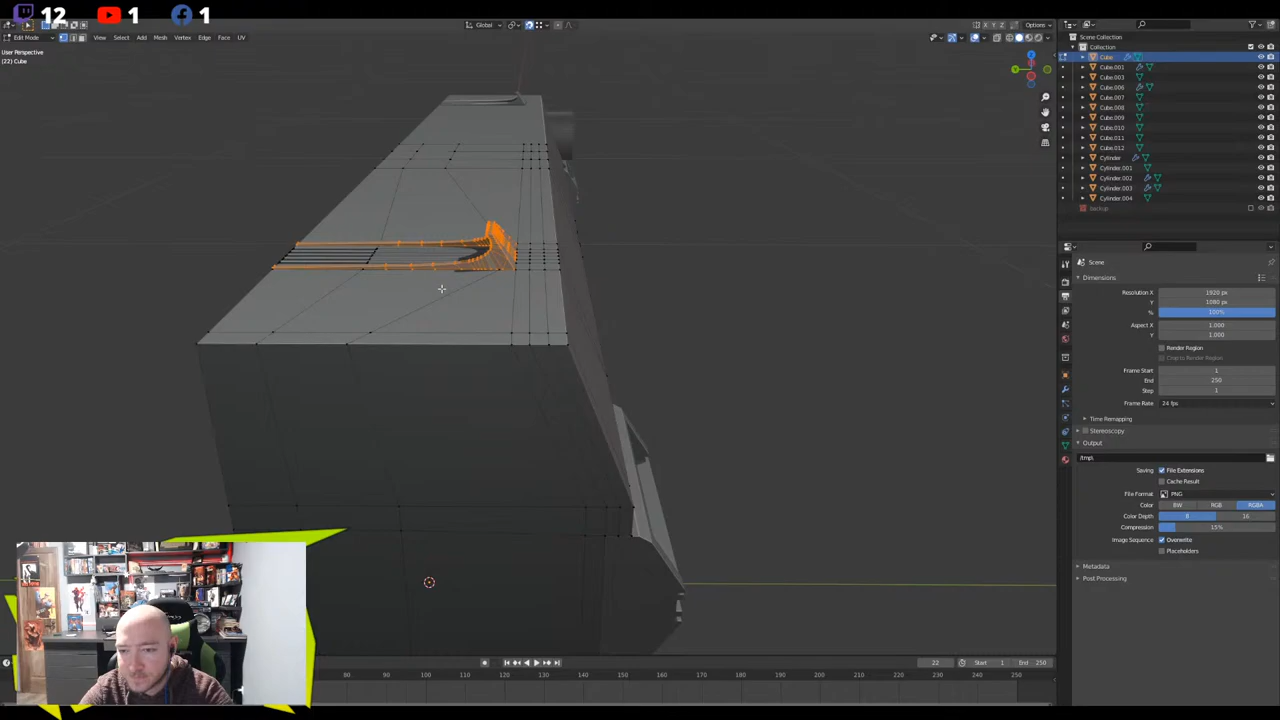 12
1
1
Edit Mode
View
Select
Add
Mesh
Vertex
Edge
Face
UV
Global
X
Y
Z
Options
User Perspective
(22) Cube
Scene Collection
Collection
Cube
Cube.001
Cube.003
Cube.006
Cube.007
Cube.008
Cube.009
Cube.010
Cube.011
Cube.012
Cylinder
Cylinder.001
Cylinder.002
Cylinder.003
Cylinder.004
backup
Scene
Dimensions
Resolution X 1920 px
Y 1080 px
% 100%
Aspect X 1.000
Y 1.000
Render Region
Crop to Render Region
Frame Start 1
End 250
Step 1
Frame Rate 24 fps
Time Remapping
Stereoscopy
Output
/tmp\
Saving File Extensions
Cache Result
File Format PNG
Color BW RGB RGBA
Color Depth 8 16
Compression 15%
Image Sequence Overwrite
Placeholders
Metadata
Post Processing
22 Start 1 End 250
80 90 100 110 120 130 140 150 160 170 180 190 200 210 220 230 240 250